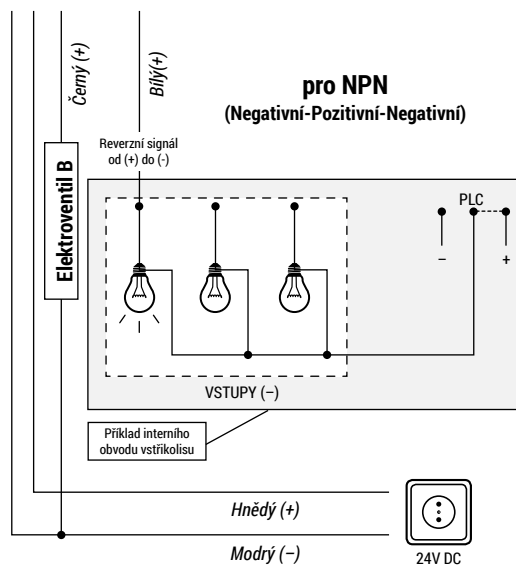 Černý (+)
Bílý(+)
pro NPN
(Negativní-Pozitivní-Negativní)
Reverzní signál
od (+) do (-)
Elektroventil B
PLC
–
+
VSTUPY (–)
Příklad interního
obvodu vstřikolisu
Hnědý (+)
Modrý (–)
24V DC